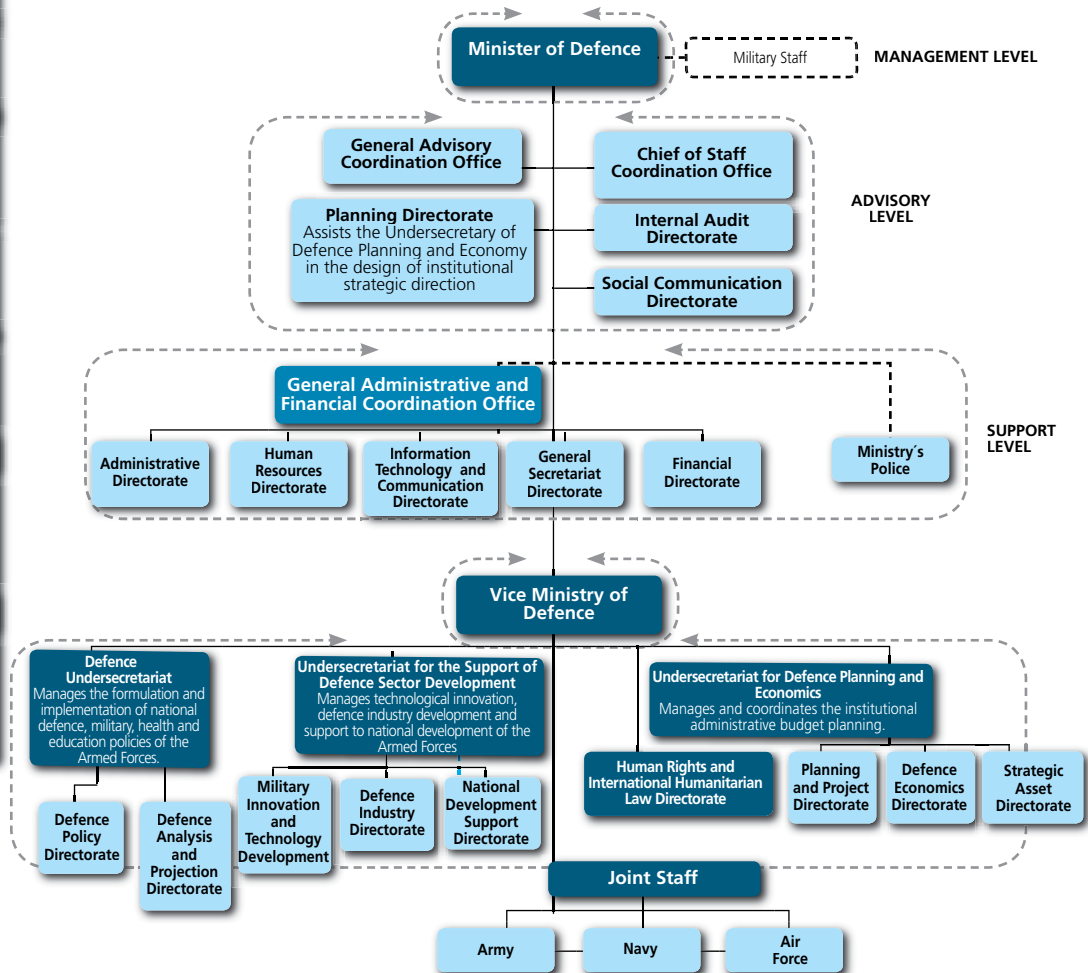 Minister of Defence
Military Staff
MANAGEMENT LEVEL
General Advisory
Coordination Office
Chief of Staff
Coordination Office
Planning Directorate
Assists the Undersecretary of
Defence Planning and Economy
in the design of institutional
strategic direction
Internal Audit
Directorate
Social Communication
Directorate
ADVISORY
LEVEL
General Administrative and
Financial Coordination Office
Administrative
Directorate
Human
Resources
Directorate
Information
Technology and
Communication
Directorate
General
Secretariat
Directorate
Financial
Directorate
Ministry´s
Police
SUPPORT
LEVEL
Vice Ministry of
Defence
Defence
Undersecretariat
Manages the formulation and
implementation of national
defence, military, health and
education policies of the
Armed Forces.
Undersecretariat for the Support of
Defence Sector Development
Manages technological innovation,
defence industry development and
support to national development of the
Armed Forces
Undersecretariat for Defence Planning and
Economics
Manages and coordinates the institutional
administrative budget planning.
Defence
Policy
Directorate
Defence
Analysis
and
Projection
Directorate
Military
Innovation
and
Technology
Development
Defence
Industry
Directorate
National
Development
Support
Directorate
Human Rights and
International Humanitarian
Law Directorate
Planning
and Project
Directorate
Defence
Economics
Directorate
Strategic
Asset
Directorate
Joint Staff
Army
Navy
Air
Force